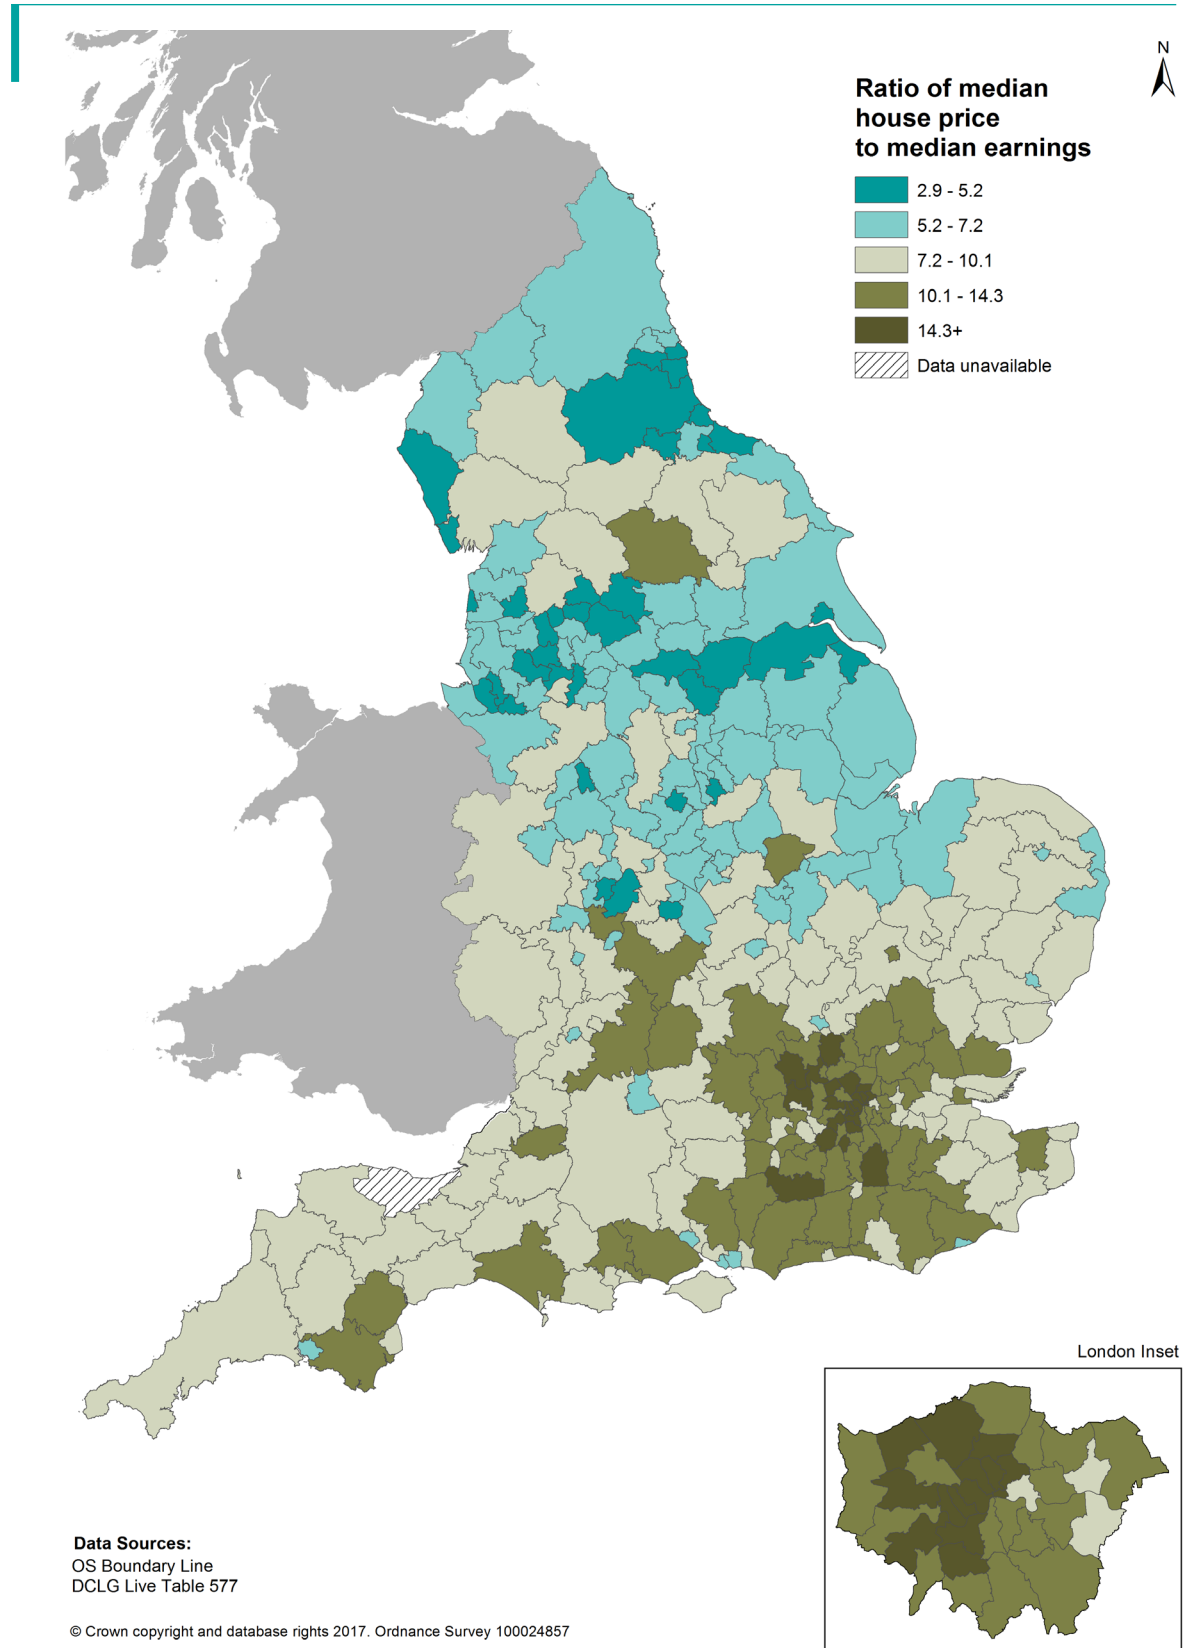 N
Ratio of median
house price
to median earnings
2.9 - 5.2
5.2 - 7.2
7.2 - 10.1
10.1 - 14.3
14.3+
Data unavailable
London Inset
Data Sources:
OS Boundary Line
DCLG Live Table 577
© Crown copyright and database rights 2017. Ordnance Survey 100024857